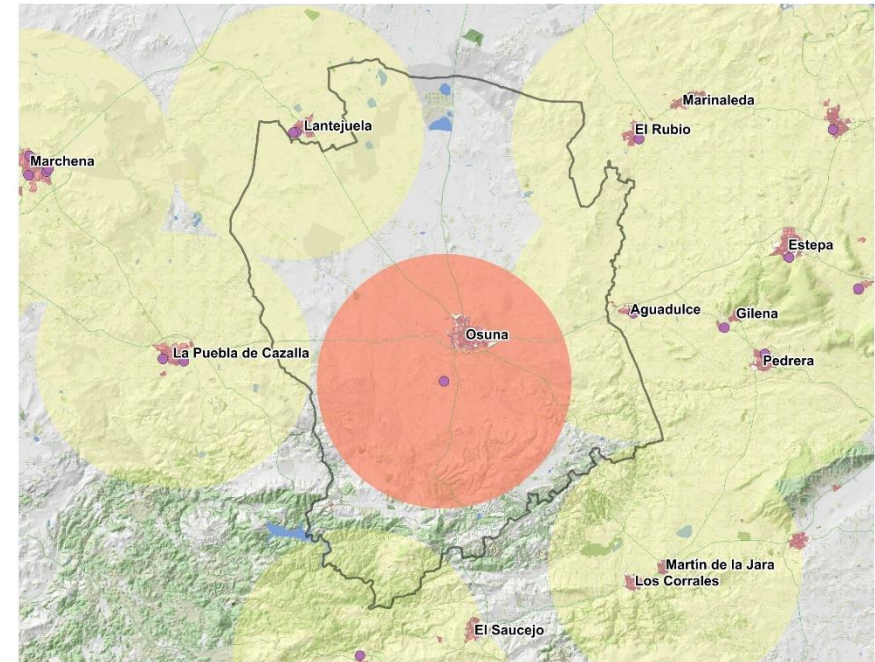 Marinaleda
Lantejuela
El Rubio
Marchena
Estepa
Aguadulce
Gilena
Osuna
La Puebla de Cazalla
Pedrera
Martín de la Jara
Los Corrales
El Saucejo